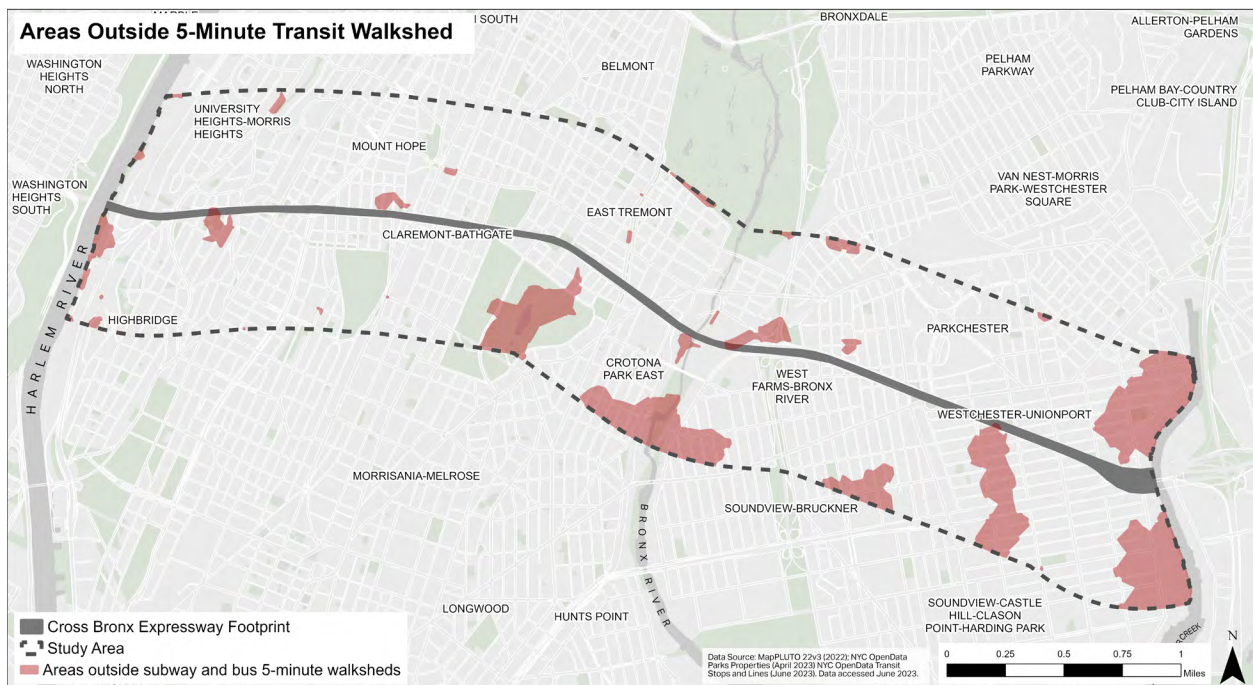 Areas Outside 5-Minute Transit Walkshed
SOUTH
BRONXDALE
ALLERTON-PELHAM
GARDENS
WASHINGTON
HEIGHTS
NORTH
BELMONT
PELHAM
PARKWAY
PELHAM BAY-COUNTRY
CLUB-CITY ISLAND
UNIVERSITY
HEIGHTS-MORRIS
HEIGHTS
MOUNT HOPE
VAN NEST-MORRIS
PARK-WESTCHESTER
SQUARE
WASHINGTON
HEIGHTS
SOUTH
EAST TREMONT
CLAREMONT-BATHGATE
HARLEM RIVER
HIGHBRIDGE
PARKCHESTER
CROTONA
PARK EAST
WEST
FARMS-BRONX
RIVER
WESTCHESTER-UNIONPORT
MORRISANIA-MELROSE
SOUNDVIEW-BRUCKNER
BRONX RIVER
LONGWOOD
HUNTS POINT
SOUNDVIEW-CASTLE
HILL-CLASON
POINT-HARDING PARK
CREEK
Cross Bronx Expressway Footprint
Study Area
Areas outside subway and bus 5-minute walksheds
Data Source: MapPLUTO 22v3 (2022); NYC OpenData
Parks Properties (April 2023) NYC OpenData Transit
Stops and Lines (June 2023). Data accessed June 2023.
0 0.25 0.5 0.75 1
Miles
N